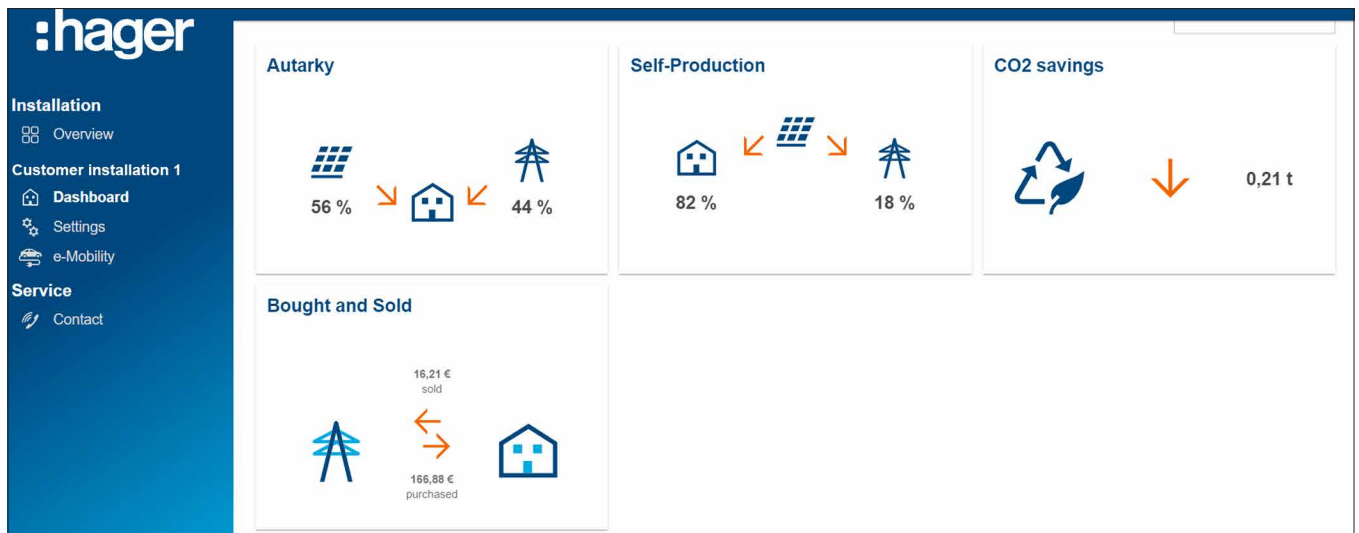 :hager
Installation
Overview
Customer installation 1
Dashboard
Settings
e-Mobility
Service
Contact
Autarky
56 %
44 %
Self-Production
82 %
18 %
CO2 savings
0,21 t
Bought and Sold
16,21 €
sold
166,88 €
purchased